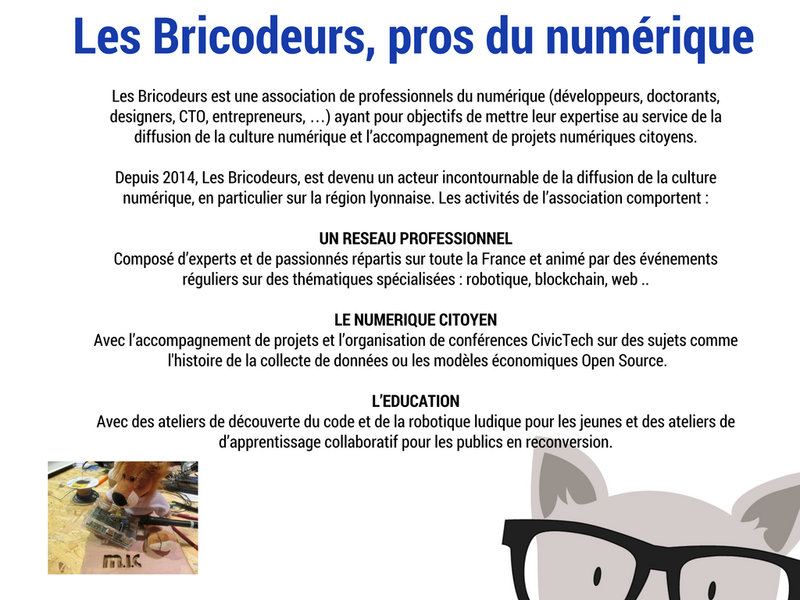 Les Bricodeurs, pros du numérique
Les Bricodeurs est une association de professionnels du numérique (développeurs, doctorants,
designers, CTO, entrepreneurs, …) ayant pour objectifs de mettre leur expertise au service de la
diffusion de la culture numérique et l’accompagnement de projets numériques citoyens.
Depuis 2014, Les Bricodeurs, est devenu un acteur incontournable de la diffusion de la culture
numérique, en particulier sur la région lyonnaise. Les activités de l’association comportent :
UN RESEAU PROFESSIONNEL
Composé d’experts et de passionnés répartis sur toute la France et animé par des événements
réguliers sur des thématiques spécialisées : robotique, blockchain, web ..
LE NUMERIQUE CITOYEN
Avec l’accompagnement de projets et l’organisation de conférences CivicTech sur des sujets comme
l'histoire de la collecte de données ou les modèles économiques Open Source.
L’EDUCATION
Avec des ateliers de découverte du code et de la robotique ludique pour les jeunes et des ateliers de
d’apprentissage collaboratif pour les publics en reconversion.
m.i.c